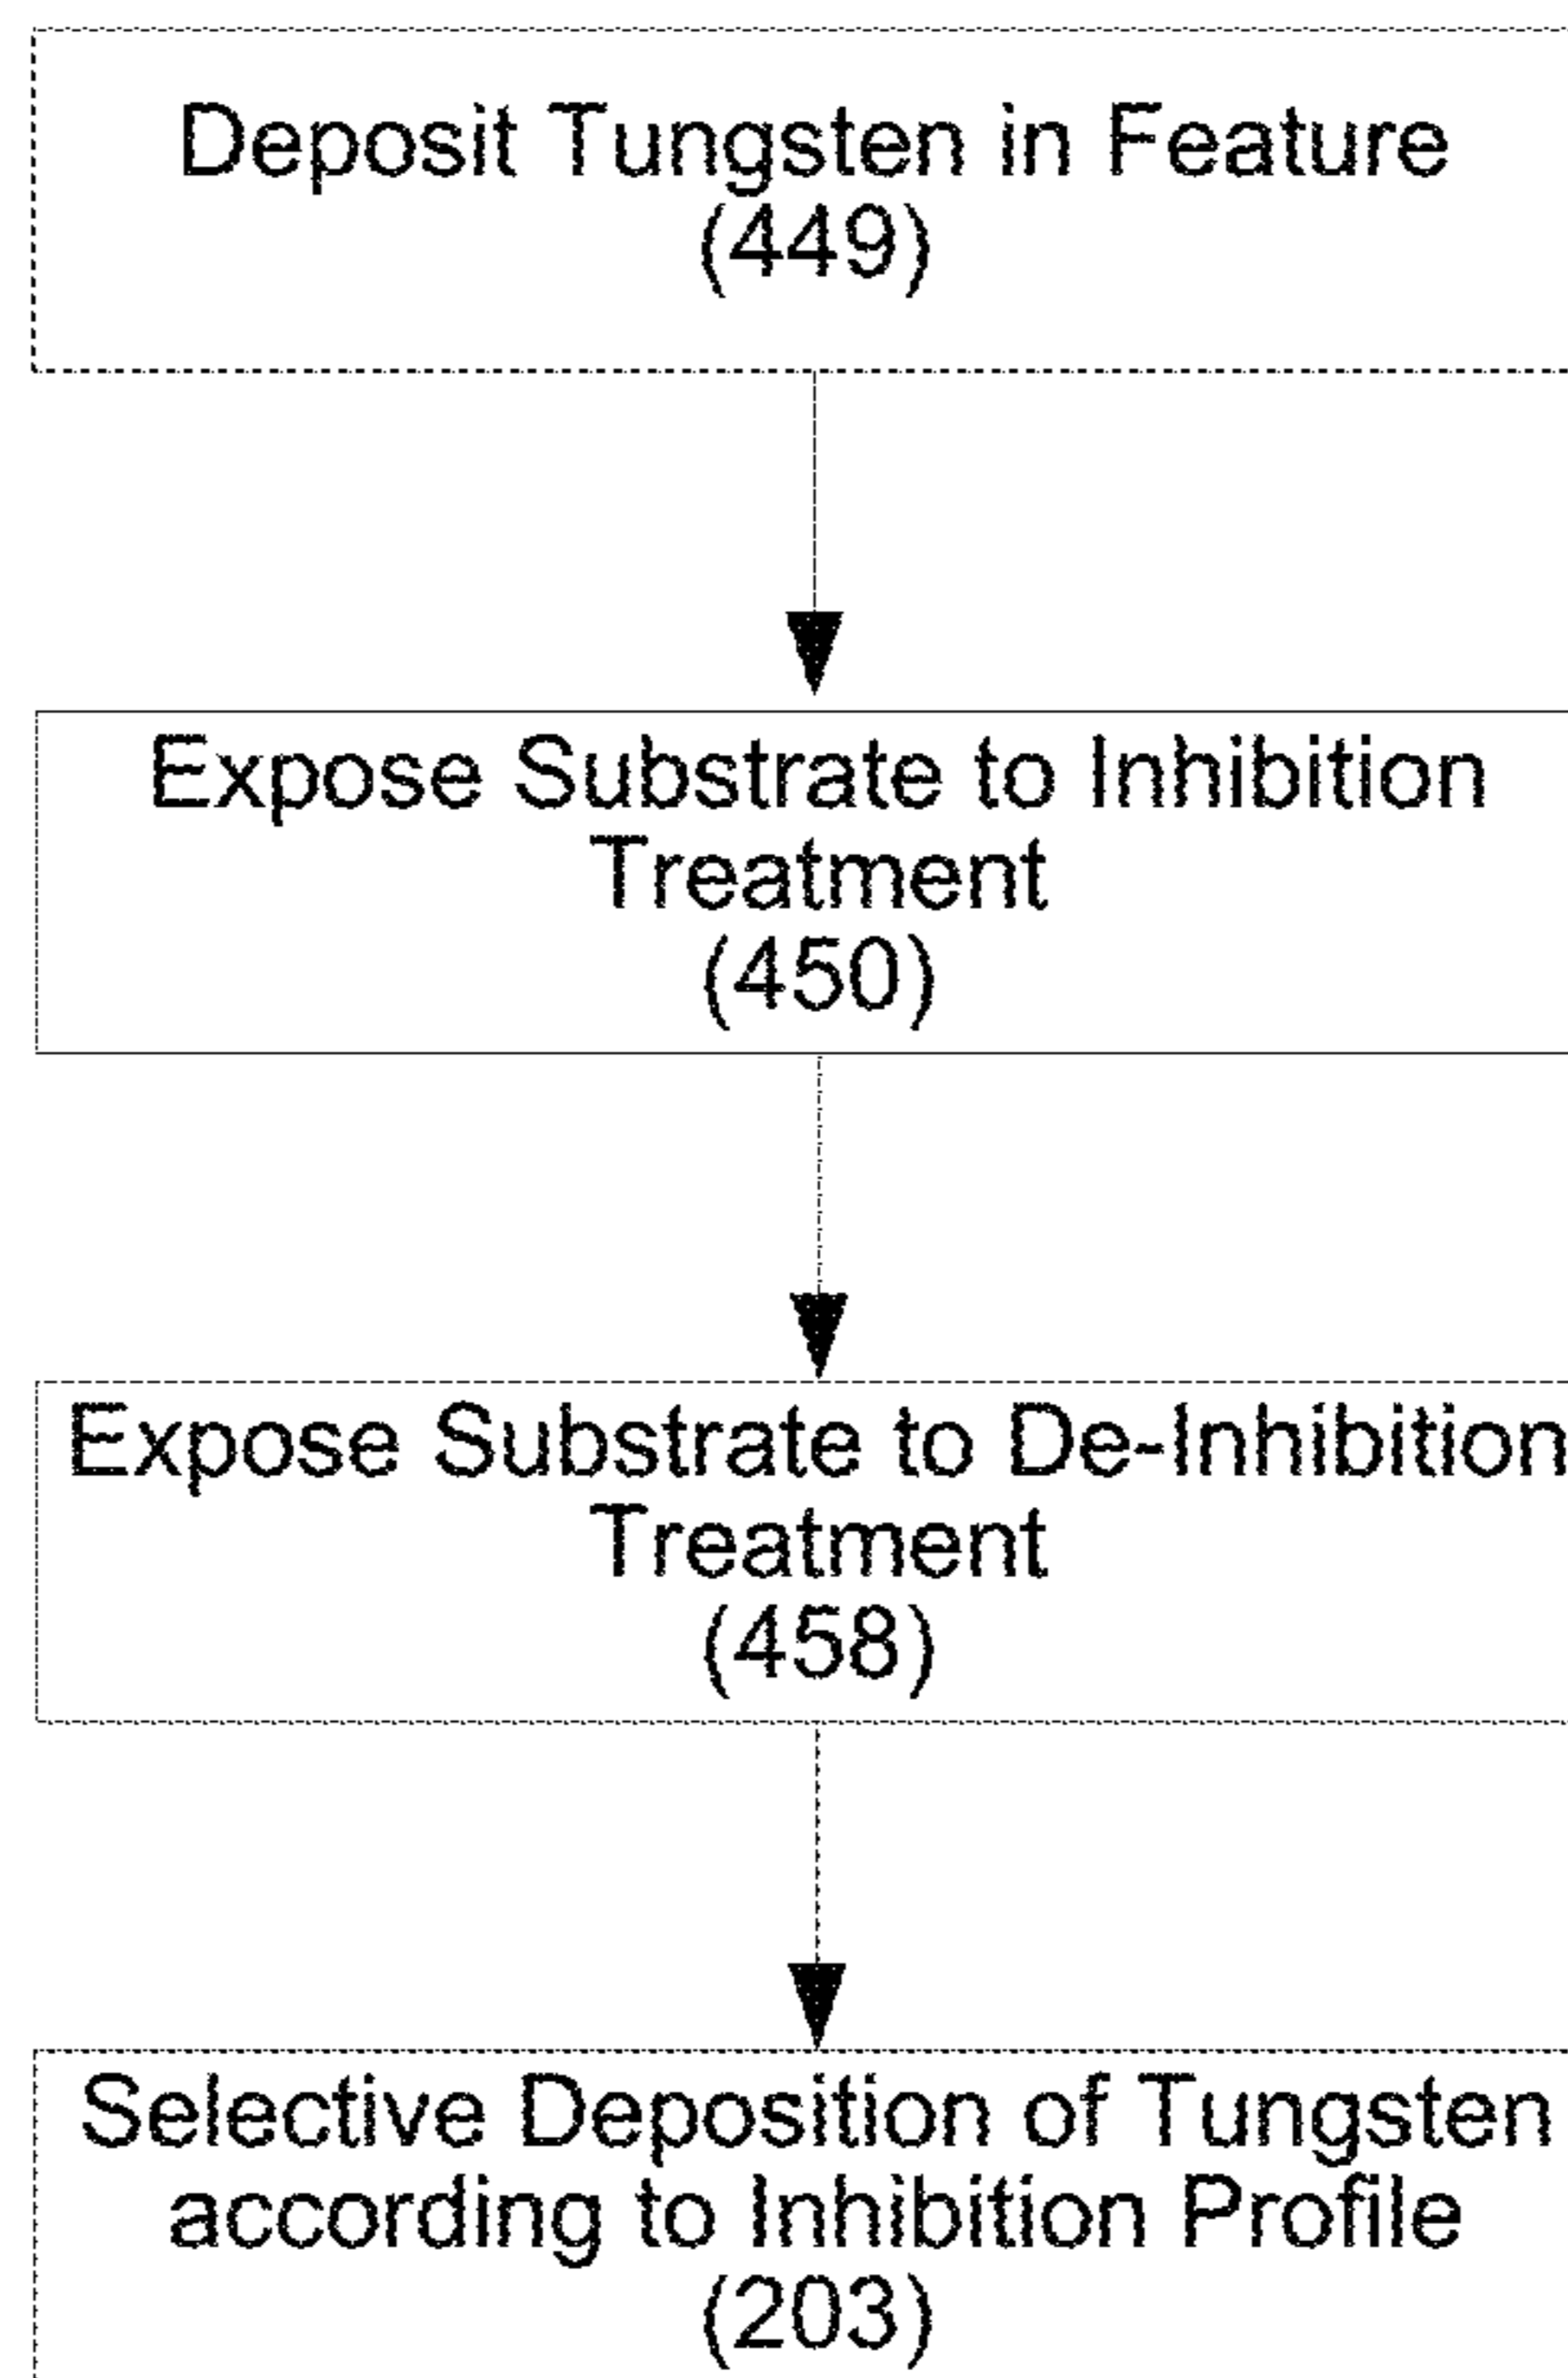 Deposit Tungsten in Feature
(449)
Expose Substrate to Inhibition
Treatment
(450)
Expose Substrate to De-Inhibition
Treatment
(458)
Selective Deposition of Tungsten
according to Inhibition Profile
(203)